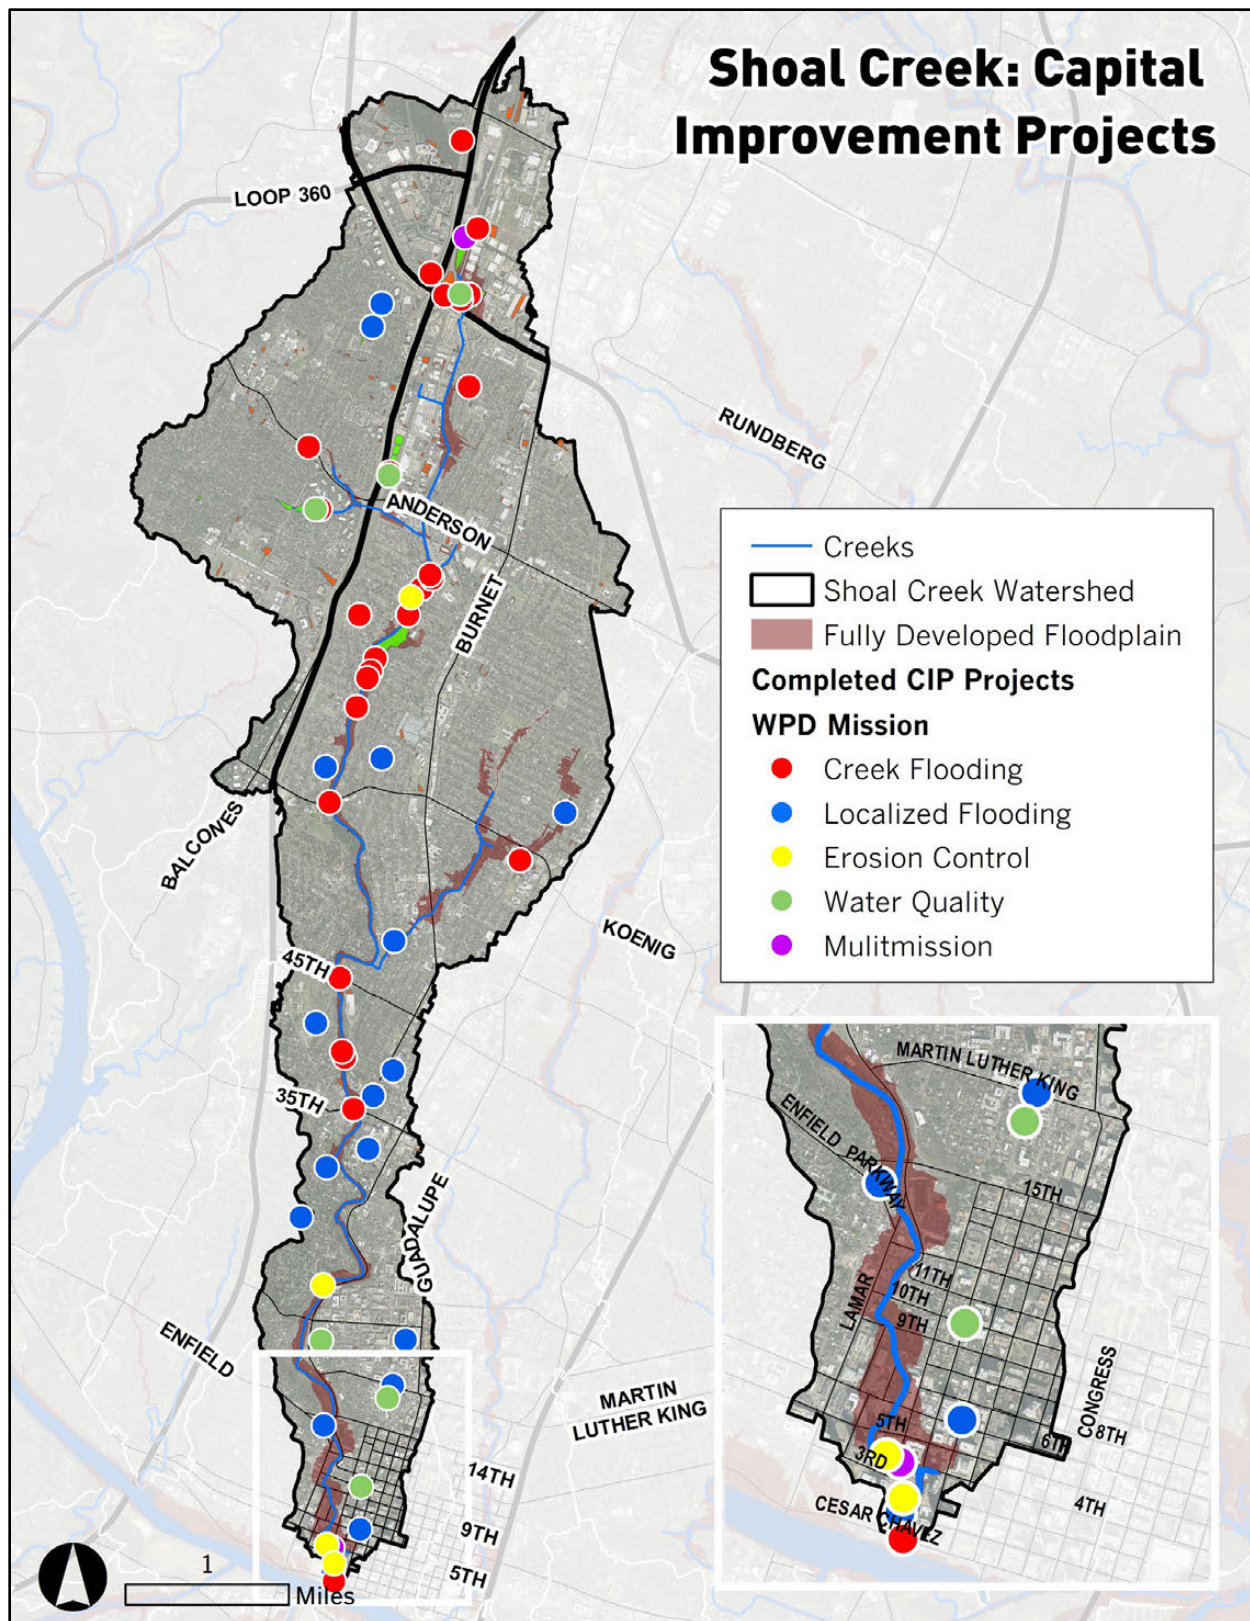 Shoal Creek: Capital
Improvement Projects
LOOP 360
RUNDBERG
ANDERSON
BURNET
Creeks
Shoal Creek Watershed
Fully Developed Floodplain
Completed CIP Projects
WPD Mission
Creek Flooding
Localized Flooding
Erosion Control
Water Quality
Mulitmission
BALCONES
KOENIG
45TH
35TH
GUADALUPE
ENFIELD
MARTIN
LUTHER KING
14TH
9TH
5TH
1
Miles
MARTIN LUTHER KING
ENFIELD
PARKWAY
15TH
LAMAR
11TH
10TH
9TH
CONGRESS
5TH
6TH
8TH
3RD
4TH
CESAR CHAVEZ